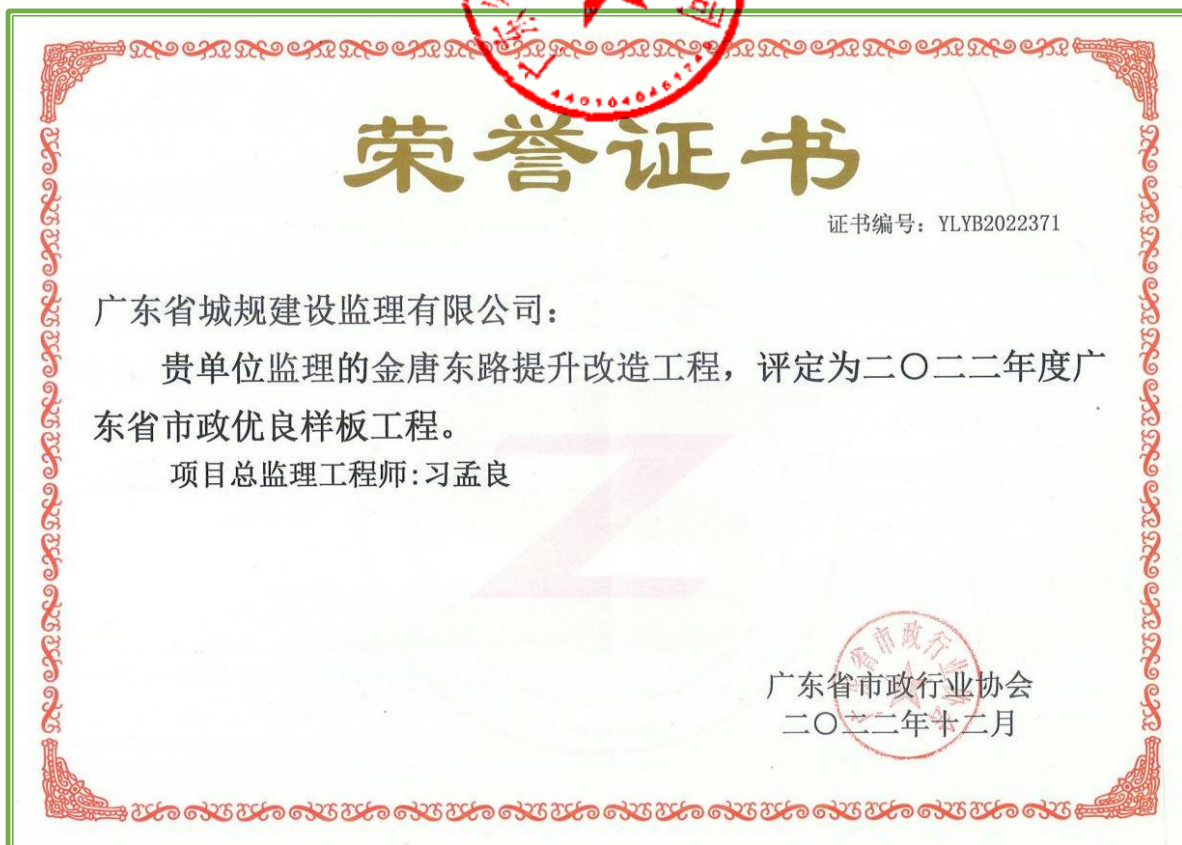 荣誉证书
证书编号：YLYB2022371
广东省城规建设监理有限公司：
贵单位监理的金唐东路提升改造工程，评定为二〇二二年度广
东省市政优良样板工程。
项目总监理工程师:习孟良
广东省市政行业协会
二〇二二年十二月